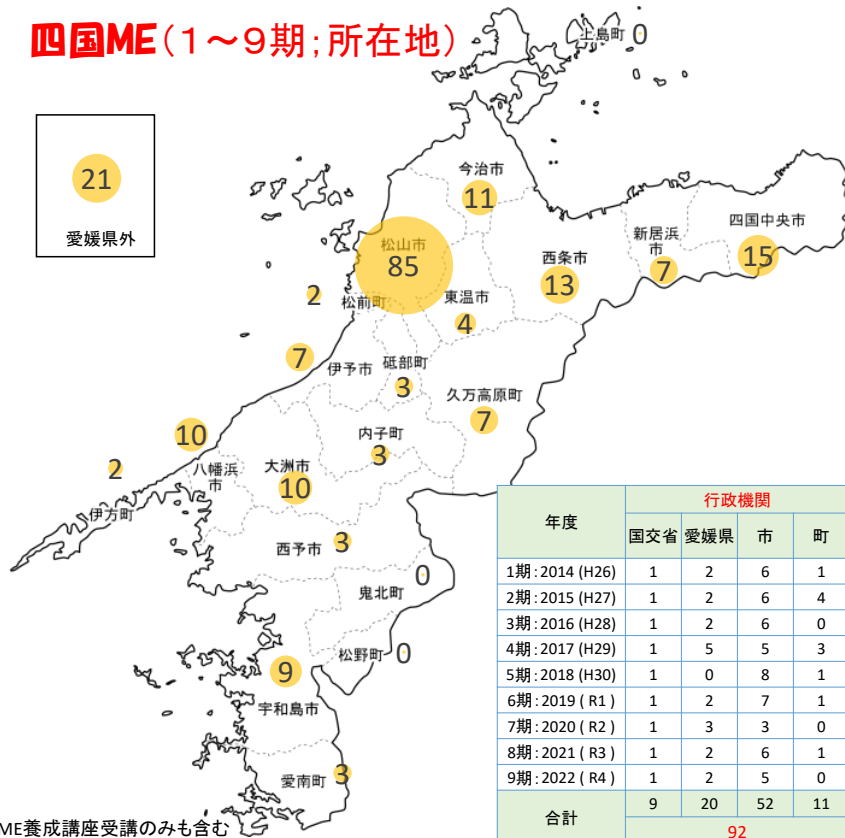 四国ME(1～9期;所在地)
上島町 0
21
愛媛県外
今治市
11
松山市
85
四国中央市
15
新居浜
市
7
西条市
13
東温市
4
2
松前町
7
伊予市
砥部町
3
久万高原町
7
内子町
3
10
八幡浜
市
大洲市
10
2
伊方町
西予市 3
鬼北町 0
松野町 0
9
宇和島市
愛南町 3
年度 行政機関
国交省 愛媛県 市 町
1期:2014 (H26) 1 2 6 1
2期:2015 (H27) 1 2 6 4
3期:2016 (H28) 1 2 6 0
4期:2017 (H29) 1 5 5 3
5期:2018 (H30) 1 0 8 1
6期:2019 ( R1 ) 1 2 7 1
7期:2020 ( R2 ) 1 3 3 0
8期:2021 ( R3 ) 1 2 6 1
9期:2022 ( R4 ) 1 2 5 0
合計 9 20 52 11
92
ME養成講座受講のみも含む